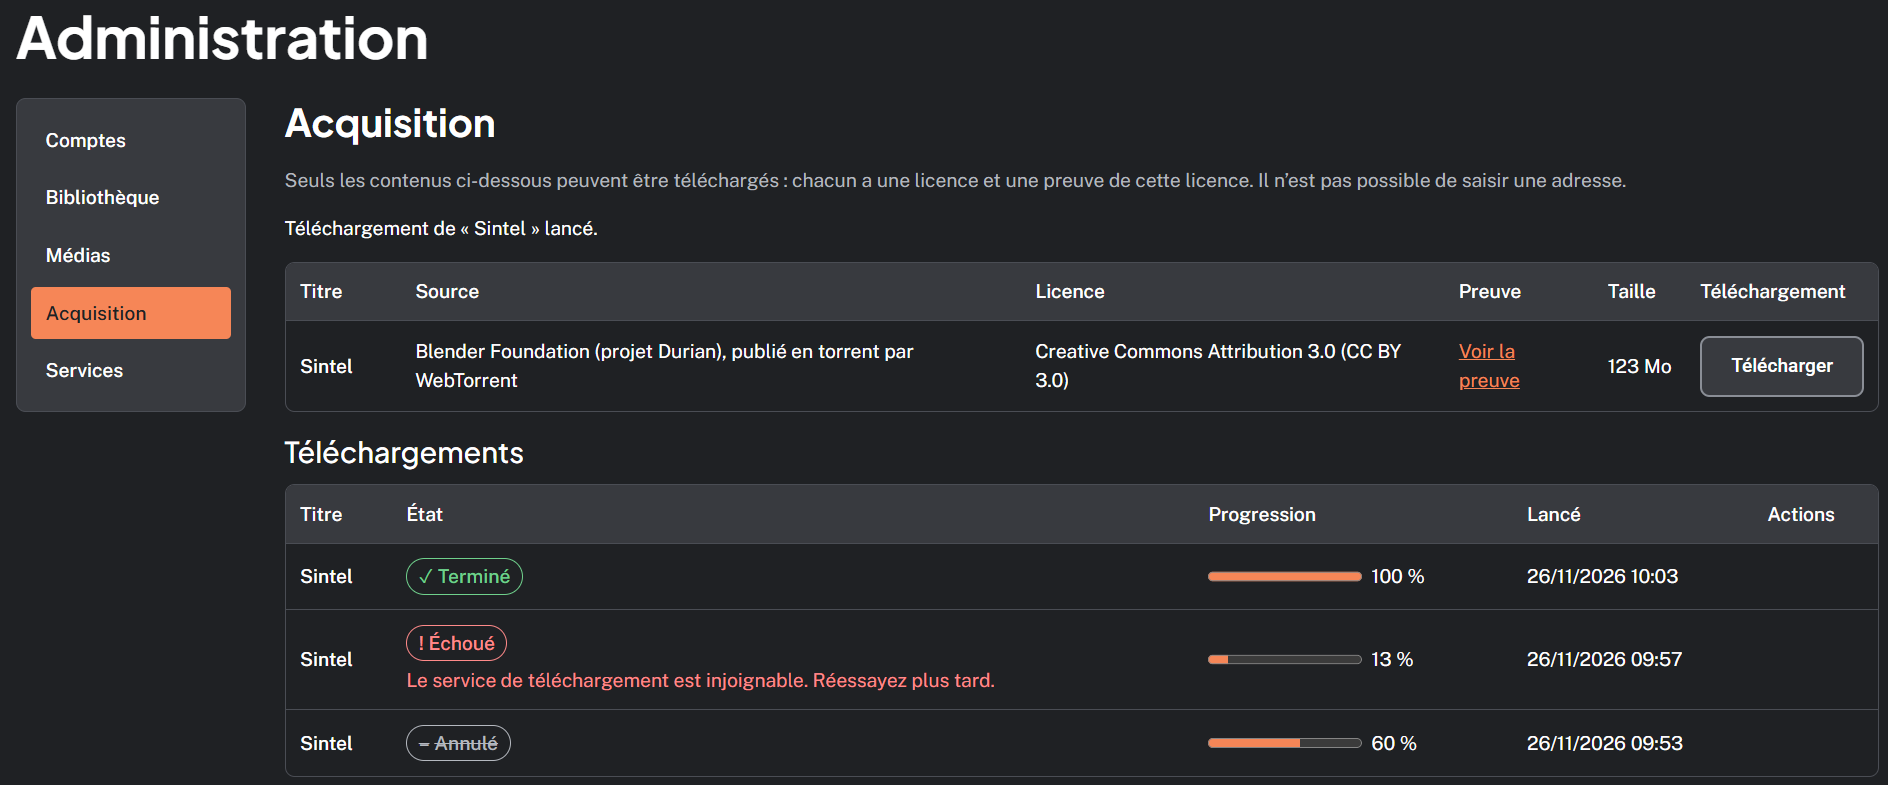 Administration
Comptes
Bibliothèque
Médias
Acquisition
Services
Acquisition
Seuls les contenus ci-dessous peuvent être téléchargés : chacun a une licence et une preuve de cette licence. Il n’est pas possible de saisir une adresse.
Téléchargement de « Sintel » lancé.
Titre Source Licence Preuve Taille Téléchargement
Sintel Blender Foundation (projet Durian), publié en torrent par WebTorrent Creative Commons Attribution 3.0 (CC BY 3.0) Voir la preuve 123 Mo Télécharger
Téléchargements
Titre État Progression Lancé Actions
Sintel ✓ Terminé 100 % 26/11/2026 10:03
Sintel ! Échoué 13 % 26/11/2026 09:57
Le service de téléchargement est injoignable. Réessayez plus tard.
Sintel – Annulé 60 % 26/11/2026 09:53